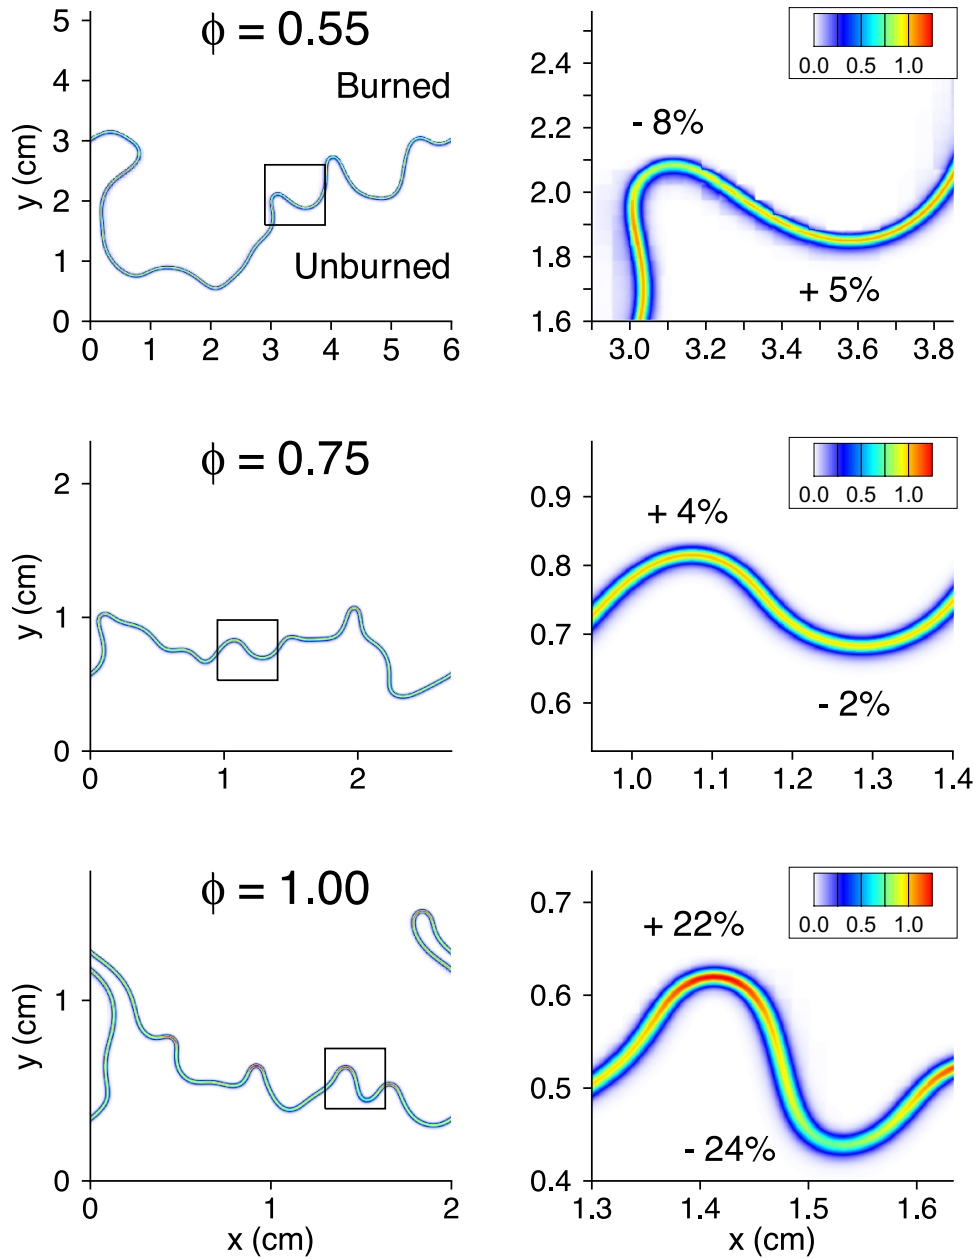 ϕ = 0.55
Burned
Unburned
y (cm)
5
4
3
2
1
0
0 1 2 3 4 5 6
- 8%
+ 5%
0.0 0.5 1.0
2.4
2.2
2.0
1.8
1.6
3.0 3.2 3.4 3.6 3.8
ϕ = 0.75
y (cm)
2
1
0
0 1 2
+ 4%
- 2%
0.0 0.5 1.0
0.9
0.8
0.7
0.6
1.0 1.1 1.2 1.3 1.4
ϕ = 1.00
y (cm)
1
0
0 1 2
x (cm)
+ 22%
- 24%
0.0 0.5 1.0
0.7
0.6
0.5
0.4
1.3 1.4 1.5 1.6
x (cm)